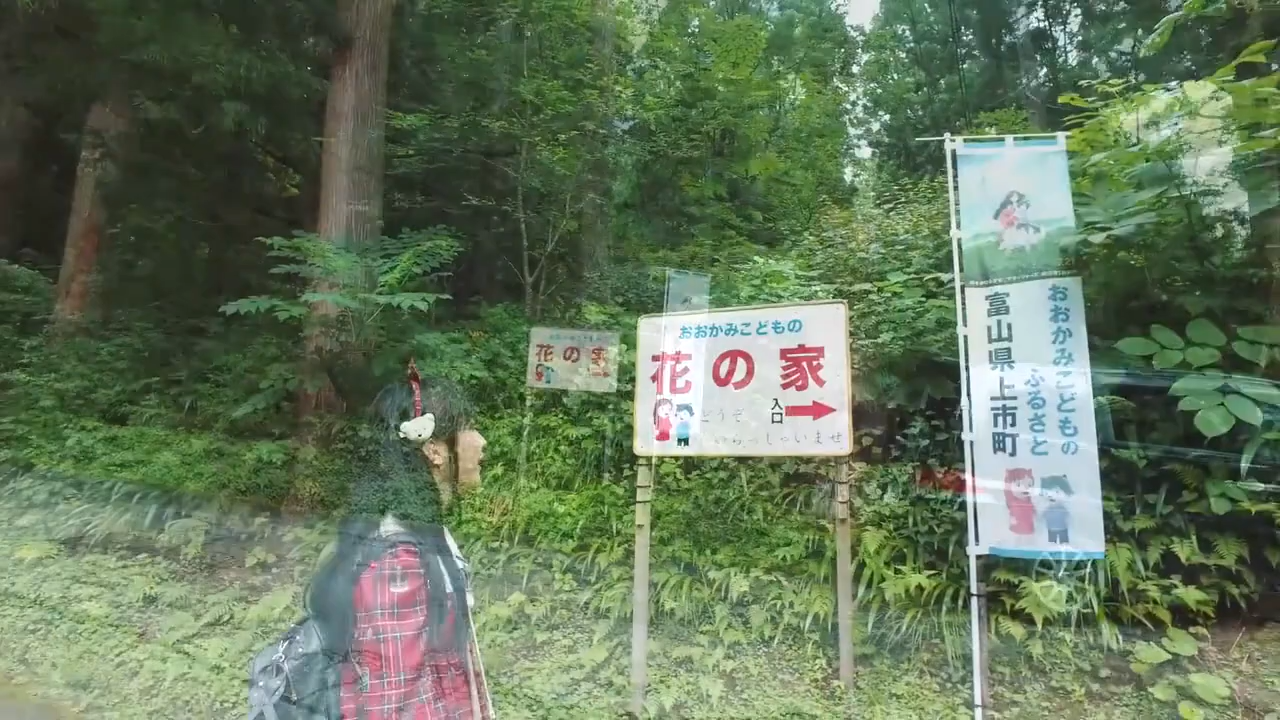 おおかみこどもの
花の家
どうぞ
入口
いらっしゃいませ
花の家
おおかみこどもの
ふるさと
富山県上市町